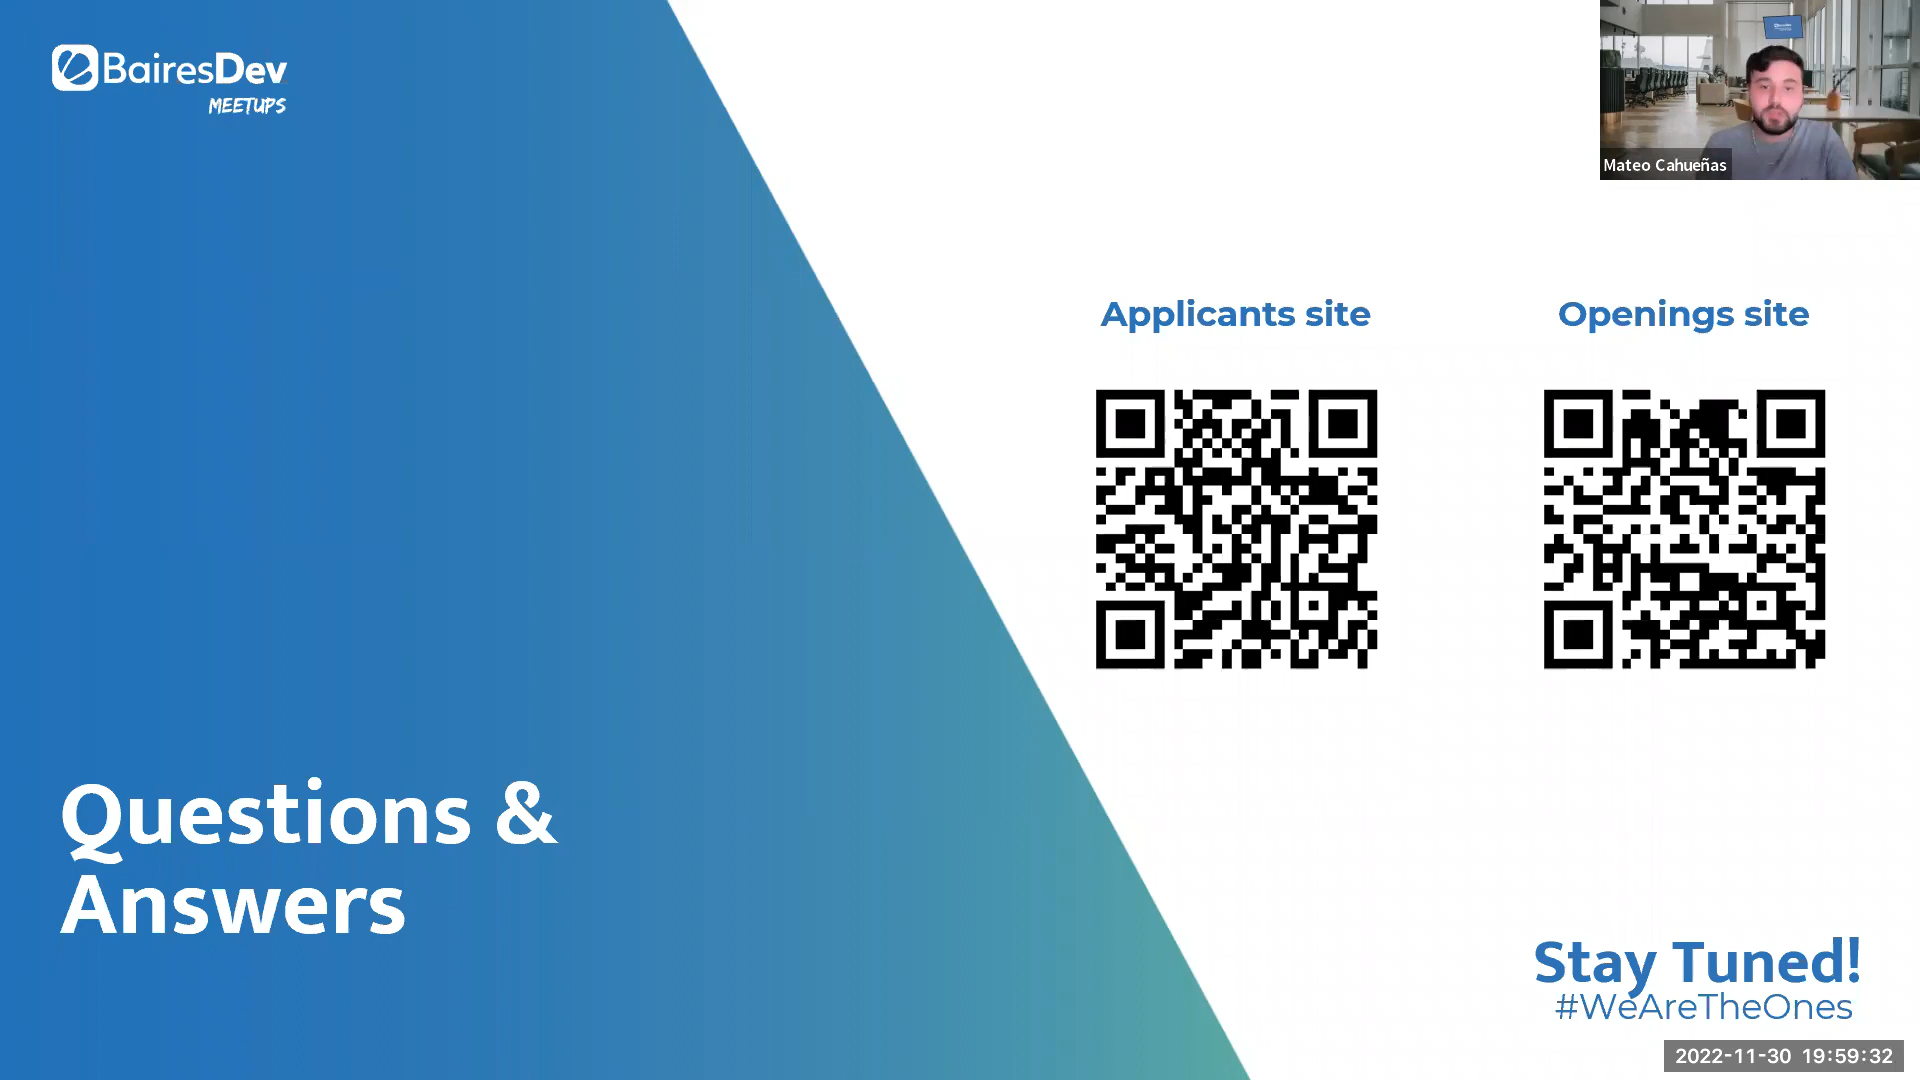 BairesDev
MEETUPS
Mateo Cahueñas
Applicants site
Openings site
Questions &
Answers
Stay Tuned!
#WeAreTheOnes
2022-11-30 19:59:32